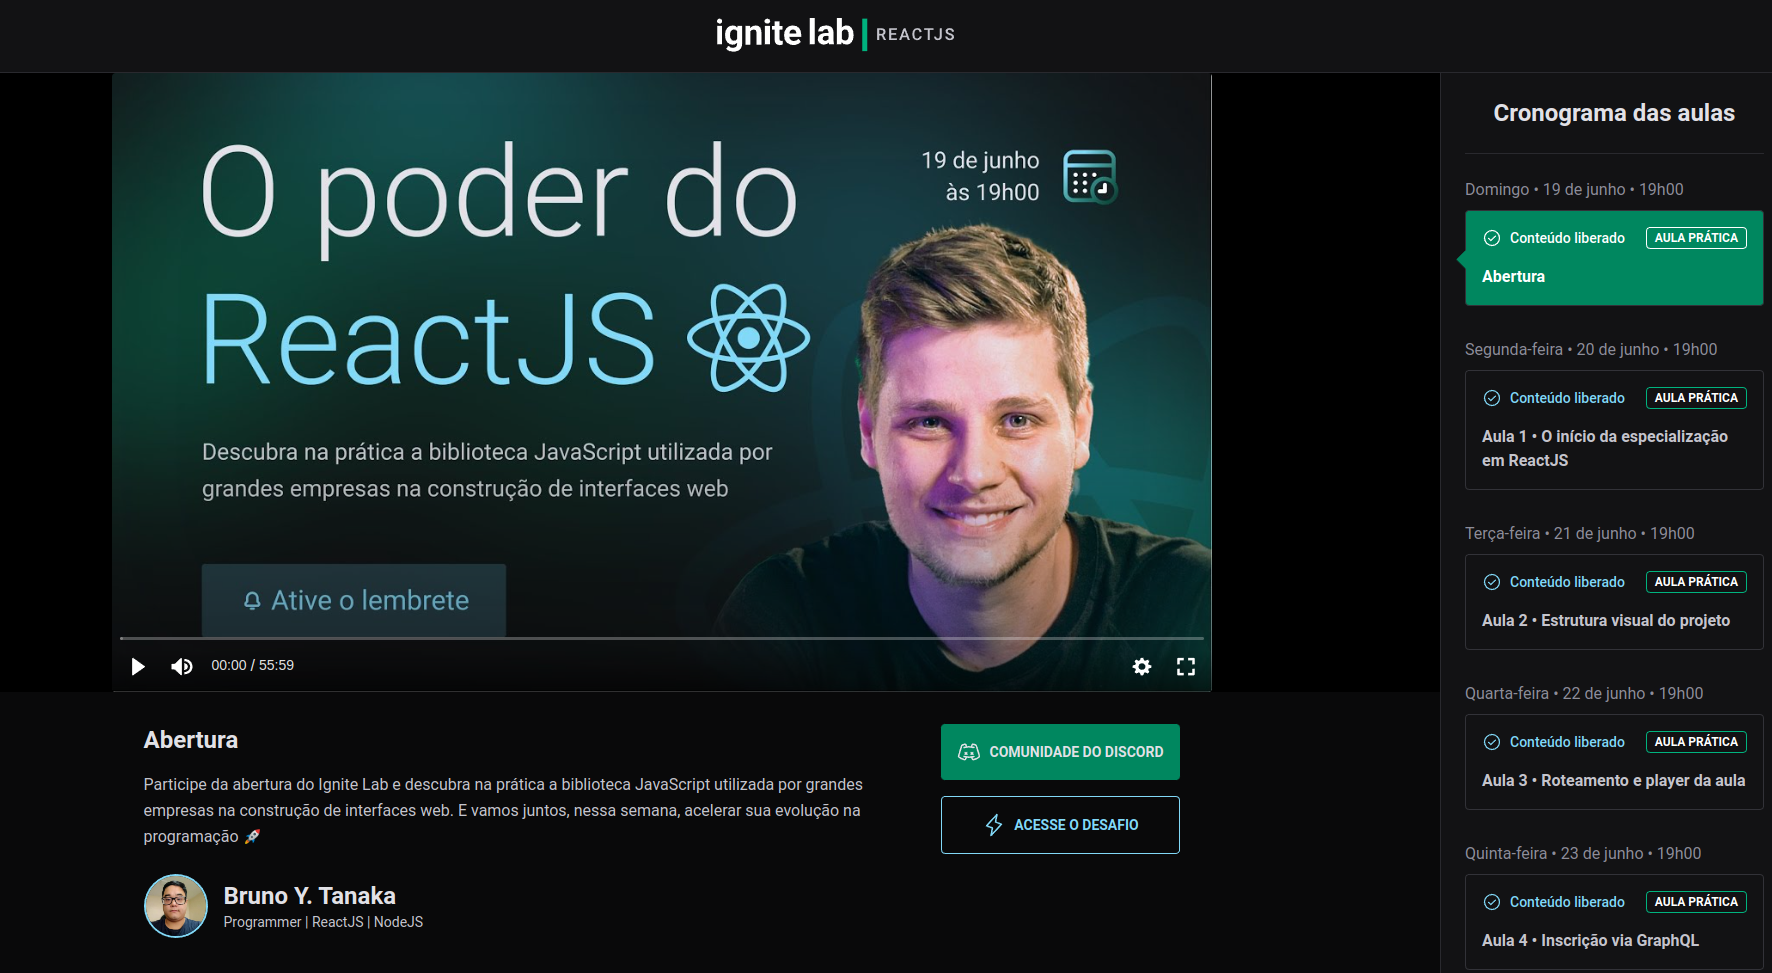 ignite lab | REACTJS
O poder do
ReactJS
19 de junho
às 19h00
Descubra na prática a biblioteca JavaScript utilizada por
grandes empresas na construção de interfaces web
Ative o lembrete
00:00 / 55:59
Abertura
Participe da abertura do Ignite Lab e descubra na prática a biblioteca JavaScript utilizada por grandes
empresas na construção de interfaces web. E vamos juntos, nessa semana, acelerar sua evolução na
programação 🚀
Bruno Y. Tanaka
Programmer | ReactJS | NodeJS
COMUNIDADE DO DISCORD
ACESSE O DESAFIO
Cronograma das aulas
Domingo • 19 de junho • 19h00
Conteúdo liberado AULA PRÁTICA
Abertura
Segunda-feira • 20 de junho • 19h00
Conteúdo liberado AULA PRÁTICA
Aula 1 • O início da especialização
em ReactJS
Terça-feira • 21 de junho • 19h00
Conteúdo liberado AULA PRÁTICA
Aula 2 • Estrutura visual do projeto
Quarta-feira • 22 de junho • 19h00
Conteúdo liberado AULA PRÁTICA
Aula 3 • Roteamento e player da aula
Quinta-feira • 23 de junho • 19h00
Conteúdo liberado AULA PRÁTICA
Aula 4 • Inscrição via GraphQL